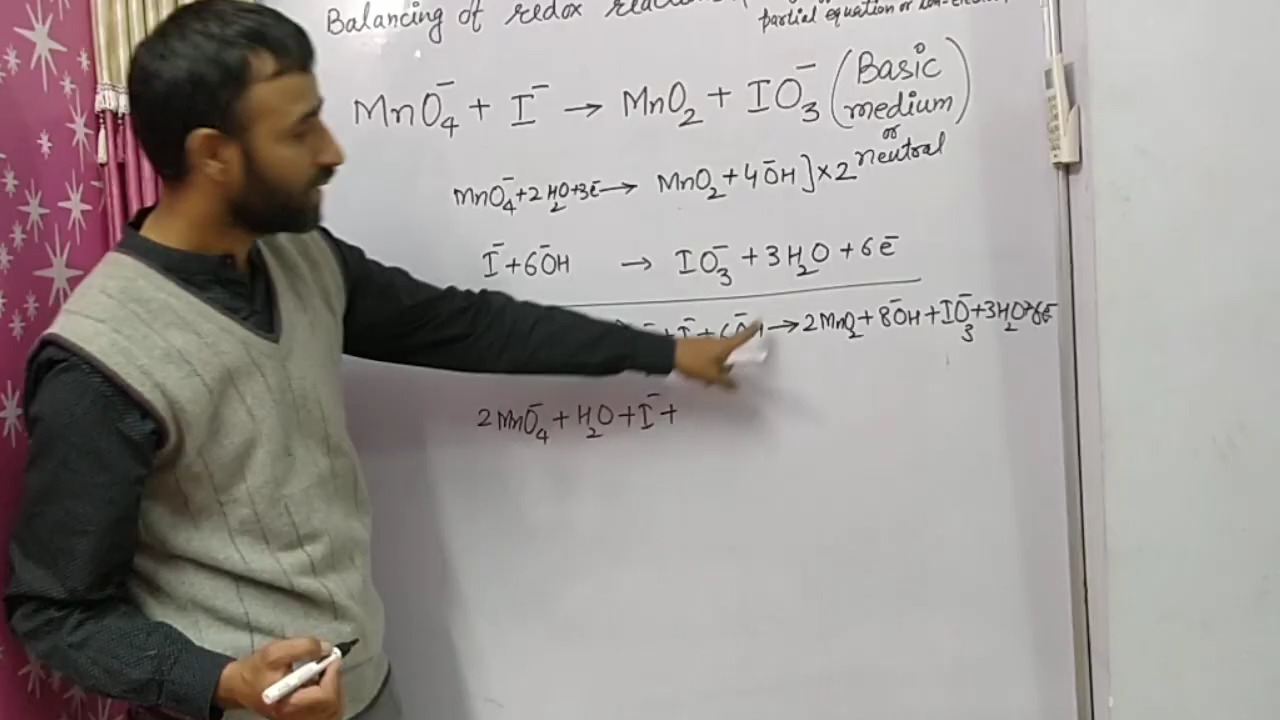 Balancing of redox
partial equation or
MnO₄⁻ + I⁻ → MnO₂ + IO₃⁻ (Basic medium)
or neutral
MnO₄⁻ + 2H₂O + 3e⁻ → MnO₂ + 4OH⁻] × 2
I⁻ + 6OH⁻ → IO₃⁻ + 3H₂O + 6e⁻
+ I⁻ + 6OH⁻ → 2MnO₂ + 8OH⁻ + IO₃⁻ + 3H₂O + 6e⁻
2MnO₄⁻ + H₂O + I⁻ +